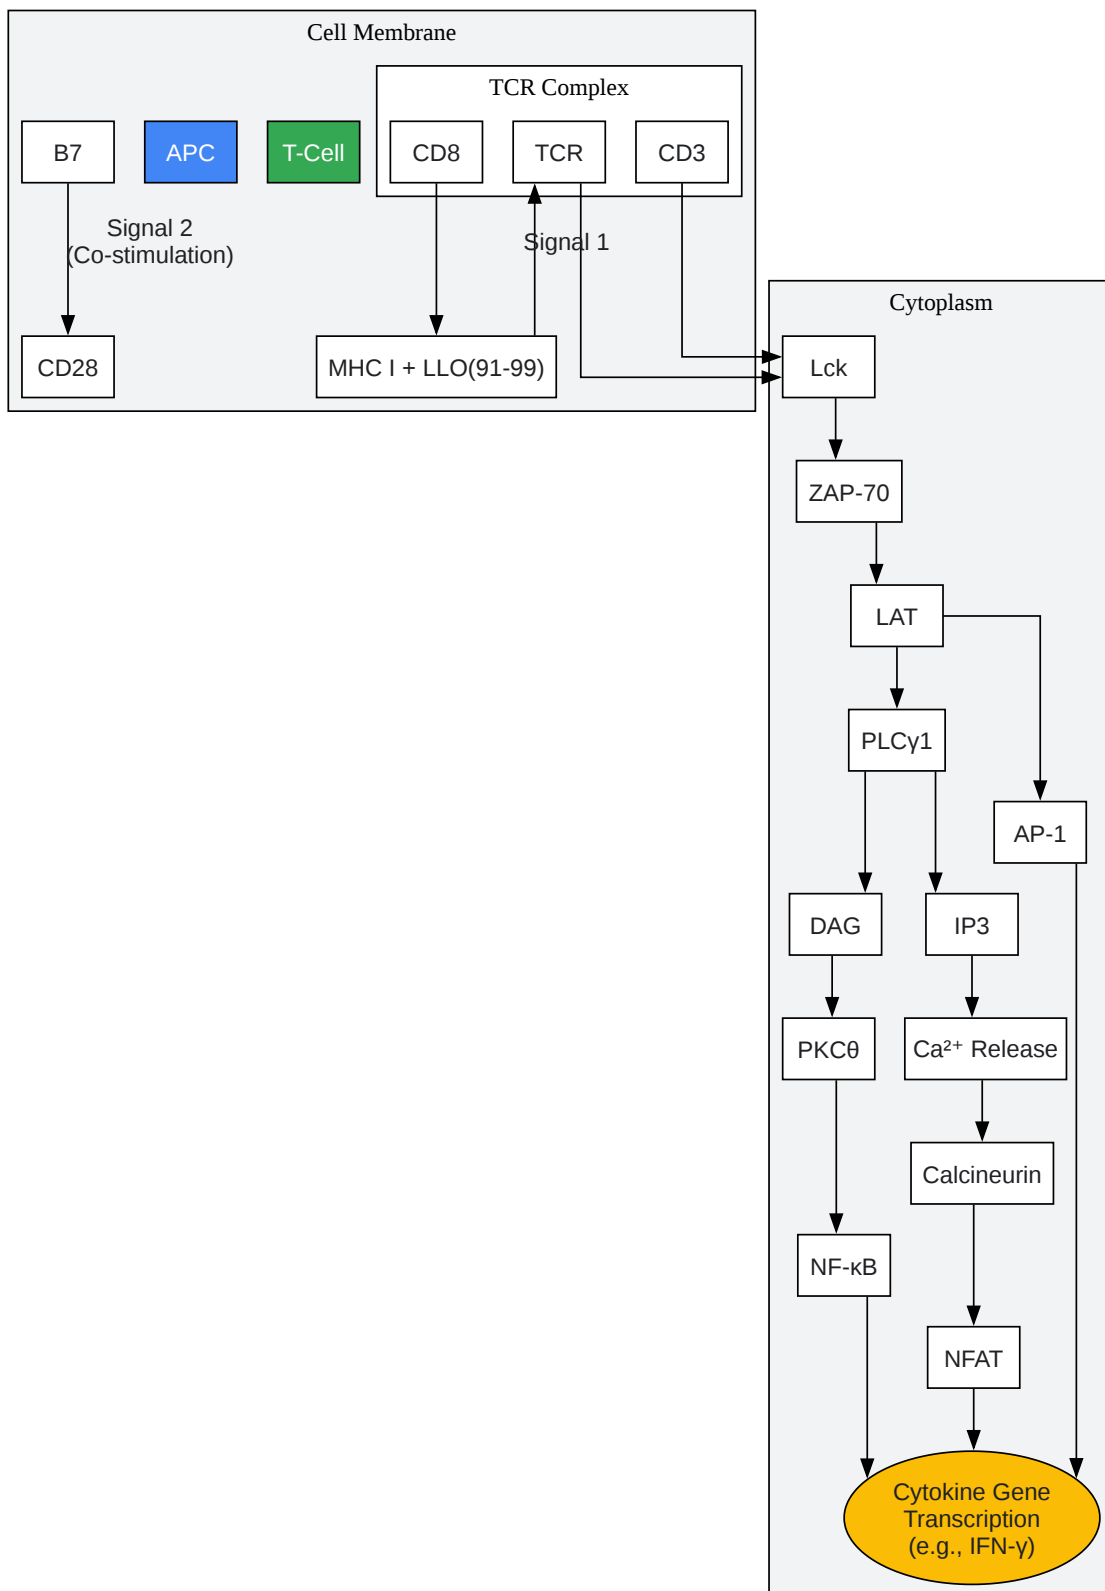 Cell Membrane
TCR Complex
B7
APC
T-Cell
CD8
TCR
CD3
Signal 2
(Co-stimulation)
Signal 1
CD28
MHC I + LLO(91-99)
Cytoplasm
Lck
ZAP-70
LAT
PLCγ1
AP-1
DAG
IP3
PKCθ
Ca²⁺ Release
Calcineurin
NF-κB
NFAT
Cytokine Gene
Transcription
(e.g., IFN-γ)